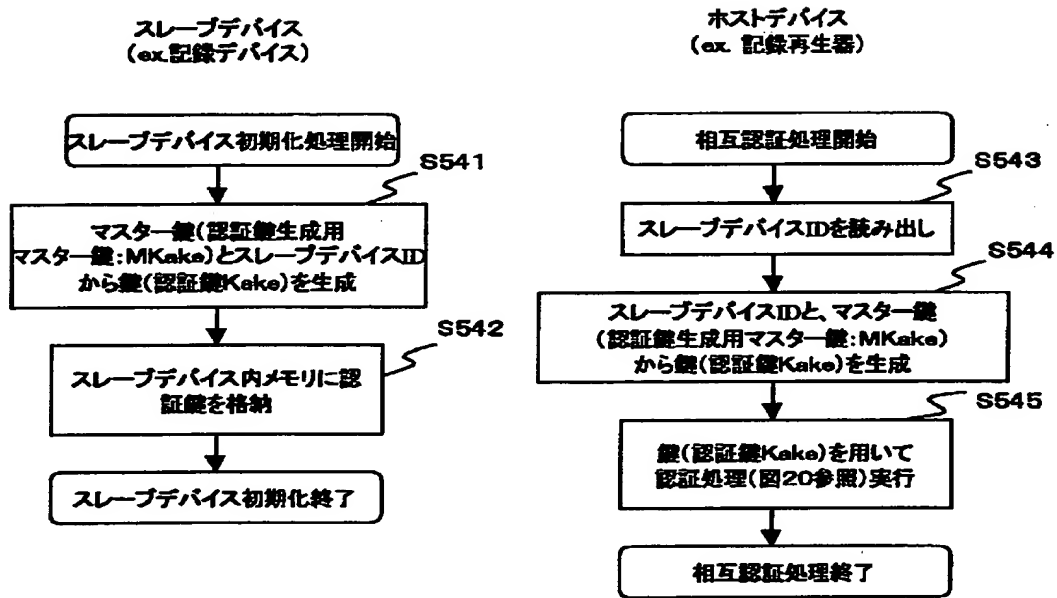 スレーブデバイス
(ex.記録デバイス)
スレーブデバイス初期化処理開始
S541
マスター鍵(認証鍵生成用
マスター鍵:MKake)とスレーブデバイスID
から鍵(認証鍵Kake)を生成
S542
スレーブデバイス内メモリに認
証鍵を格納
スレーブデバイス初期化終了
ホストデバイス
(ex. 記録再生器)
相互認証処理開始
S543
スレーブデバイスIDを読み出し
S544
スレーブデバイスIDと、マスター鍵
(認証鍵生成用マスター鍵:MKake)
から鍵(認証鍵Kake)を生成
S545
鍵(認証鍵Kake)を用いて
認証処理(図20参照)実行
相互認証処理終了